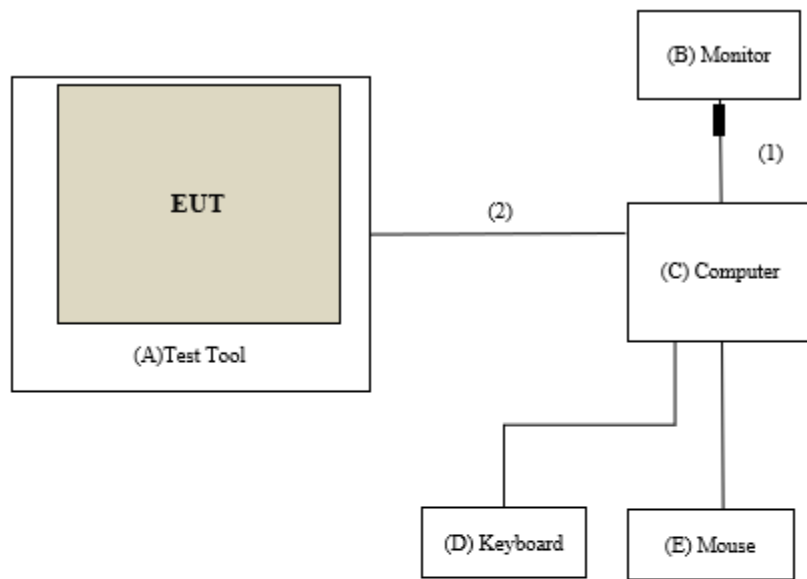 (B) Monitor
(1)
EUT
(2)
(C) Computer
(A)Test Tool
(D) Keyboard
(E) Mouse